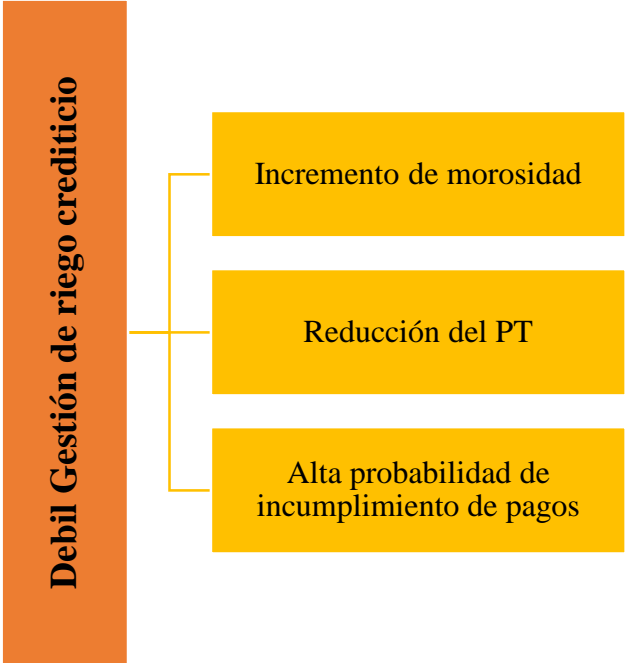 Debil Gestión de riego crediticio
Incremento de morosidad
Reducción del PT
Alta probabilidad de
incumplimiento de pagos